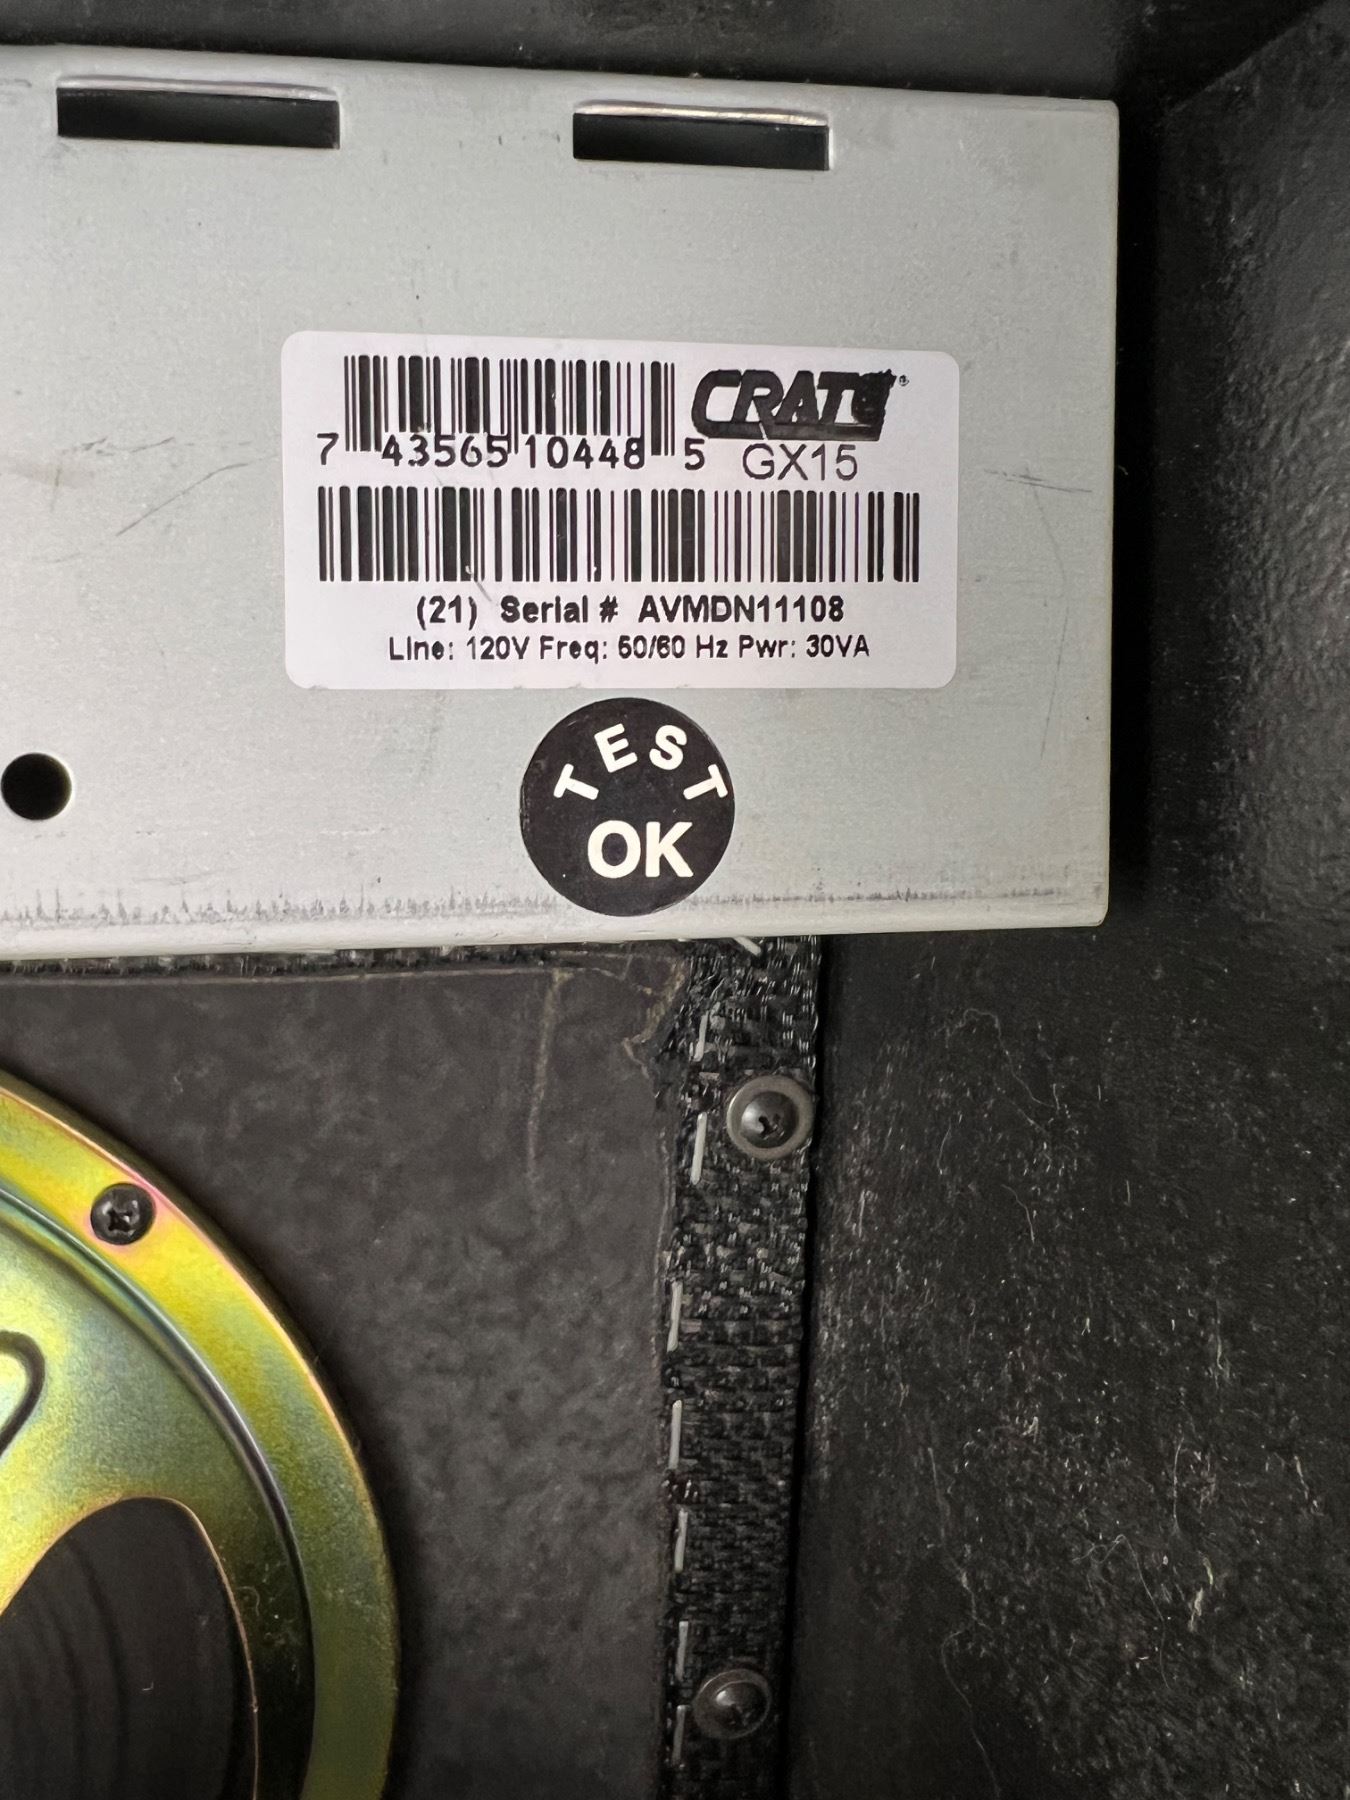 CRATE®
7 43565 10448 5 GX15
(21) Serial # AVMDN11108
Line: 120V Freq: 50/60 Hz Pwr: 30VA
TEST
OK